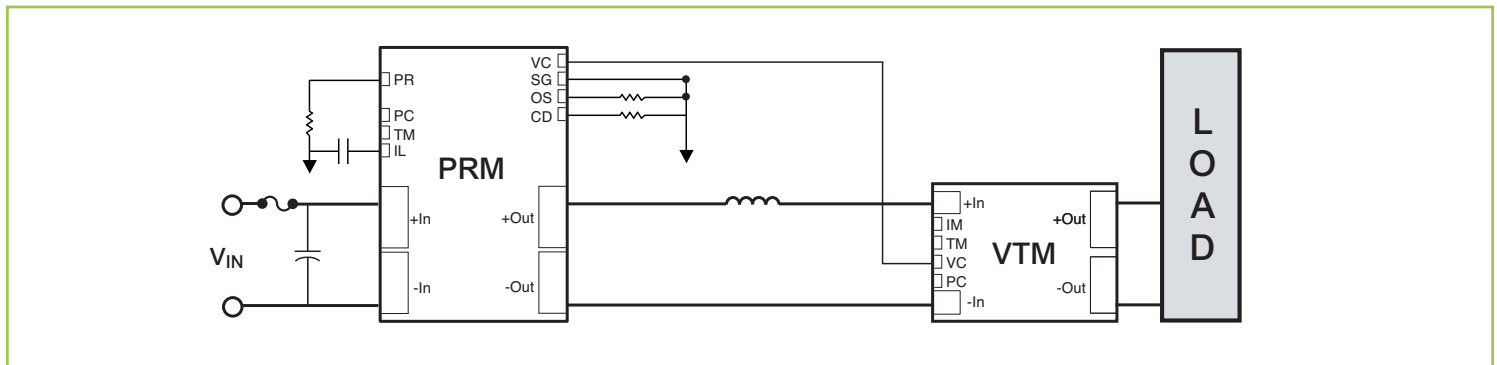 PR
PC
TM
IL
PRM
VC
SG
OS
CD
+In
-In
+Out
-Out
VIN
+In
IM
TM
VC
PC
-In
VTM
+Out
-Out
LOAD